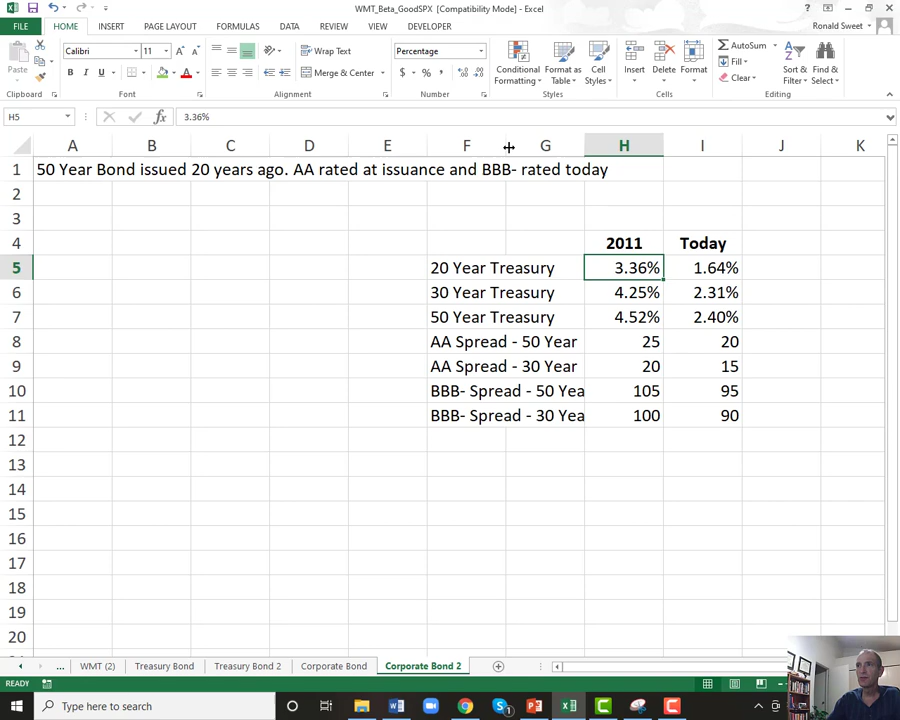 WMT_Beta_GoodSPX [Compatibility Mode] - Excel
FILE HOME INSERT PAGE LAYOUT FORMULAS DATA REVIEW VIEW DEVELOPER Ronald Sweet
Calibri 11 Wrap Text Percentage AutoSum
Paste B I U Merge & Center $ % Conditional Formatting Format as Table Cell Styles Insert Delete Format Fill Clear Sort & Filter Find & Select
Clipboard Font Alignment Number Styles Cells Editing
H5 fx 3.36%
A B C D E F G H I J K
1 50 Year Bond issued 20 years ago. AA rated at issuance and BBB- rated today
2
3
4 2011 Today
5 20 Year Treasury 3.36% 1.64%
6 30 Year Treasury 4.25% 2.31%
7 50 Year Treasury 4.52% 2.40%
8 AA Spread - 50 Year 25 20
9 AA Spread - 30 Year 20 15
10 BBB- Spread - 50 Yea 105 95
11 BBB- Spread - 30 Yea 100 90
12
13
14
15
16
17
18
19
20
... WMT (2) Treasury Bond Treasury Bond 2 Corporate Bond Corporate Bond 2
READY
Type here to search